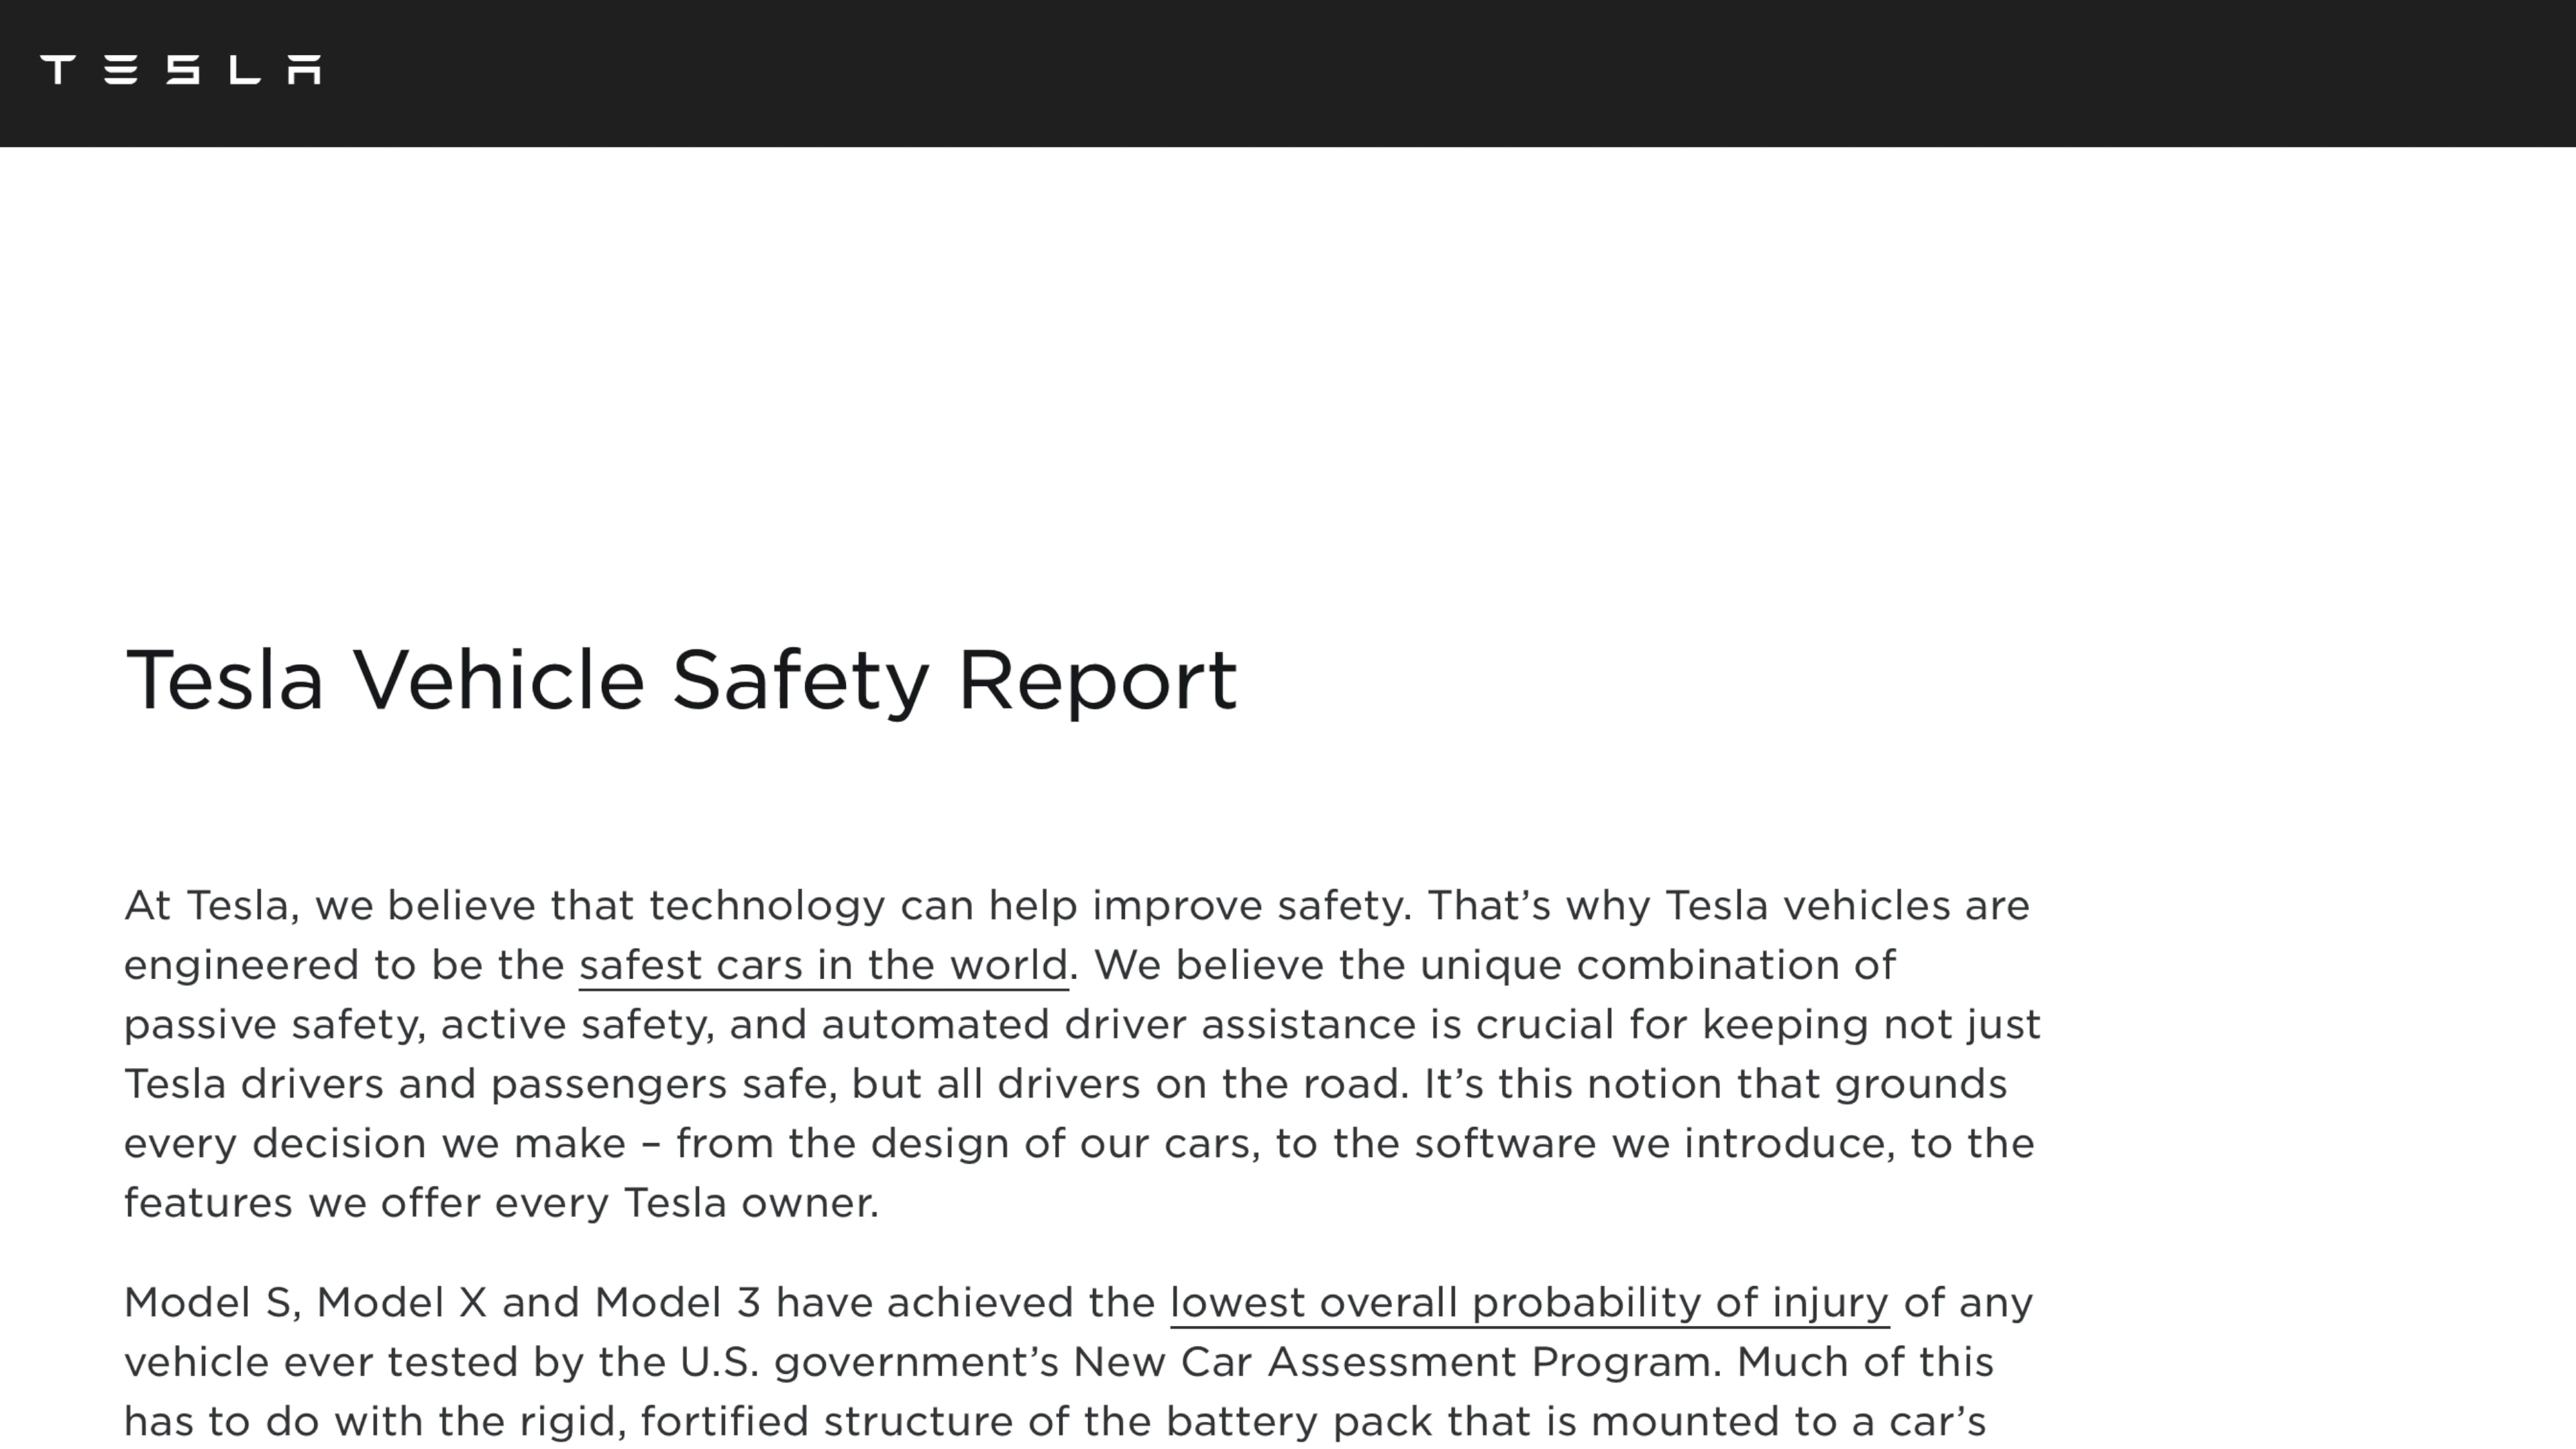 TESLA
Tesla Vehicle Safety Report
At Tesla, we believe that technology can help improve safety. That’s why Tesla vehicles are
engineered to be the safest cars in the world. We believe the unique combination of
passive safety, active safety, and automated driver assistance is crucial for keeping not just
Tesla drivers and passengers safe, but all drivers on the road. It’s this notion that grounds
every decision we make – from the design of our cars, to the software we introduce, to the
features we offer every Tesla owner.
Model S, Model X and Model 3 have achieved the lowest overall probability of injury of any
vehicle ever tested by the U.S. government’s New Car Assessment Program. Much of this
has to do with the rigid, fortified structure of the battery pack that is mounted to a car’s